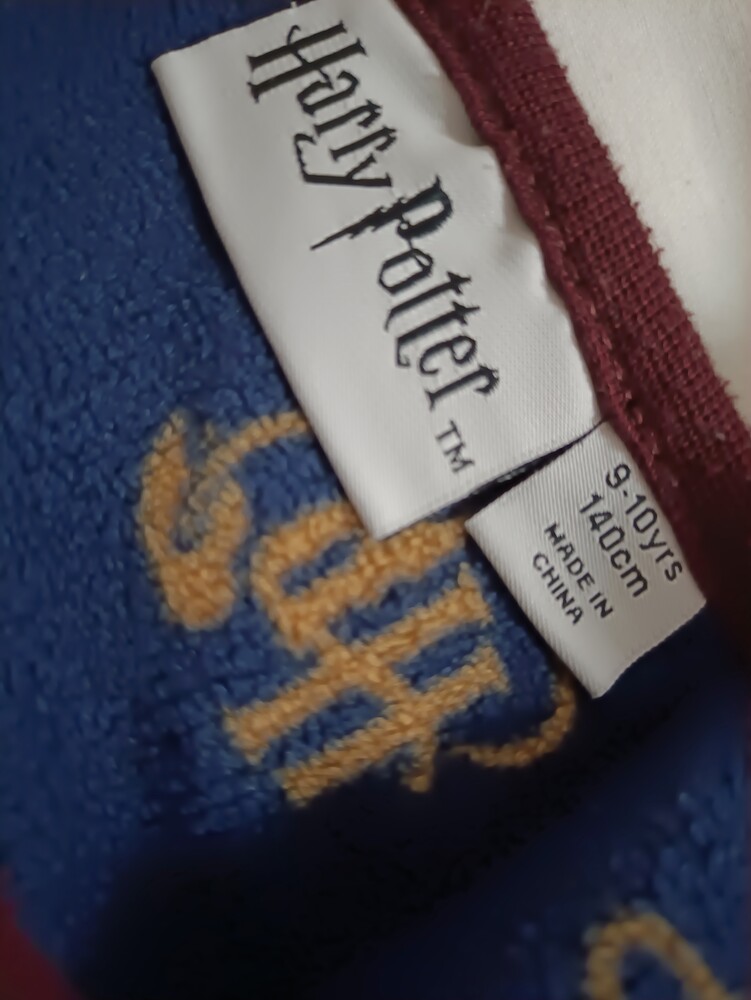 Harry Potter TM
9-10yrs
140cm
MADE IN
CHINA